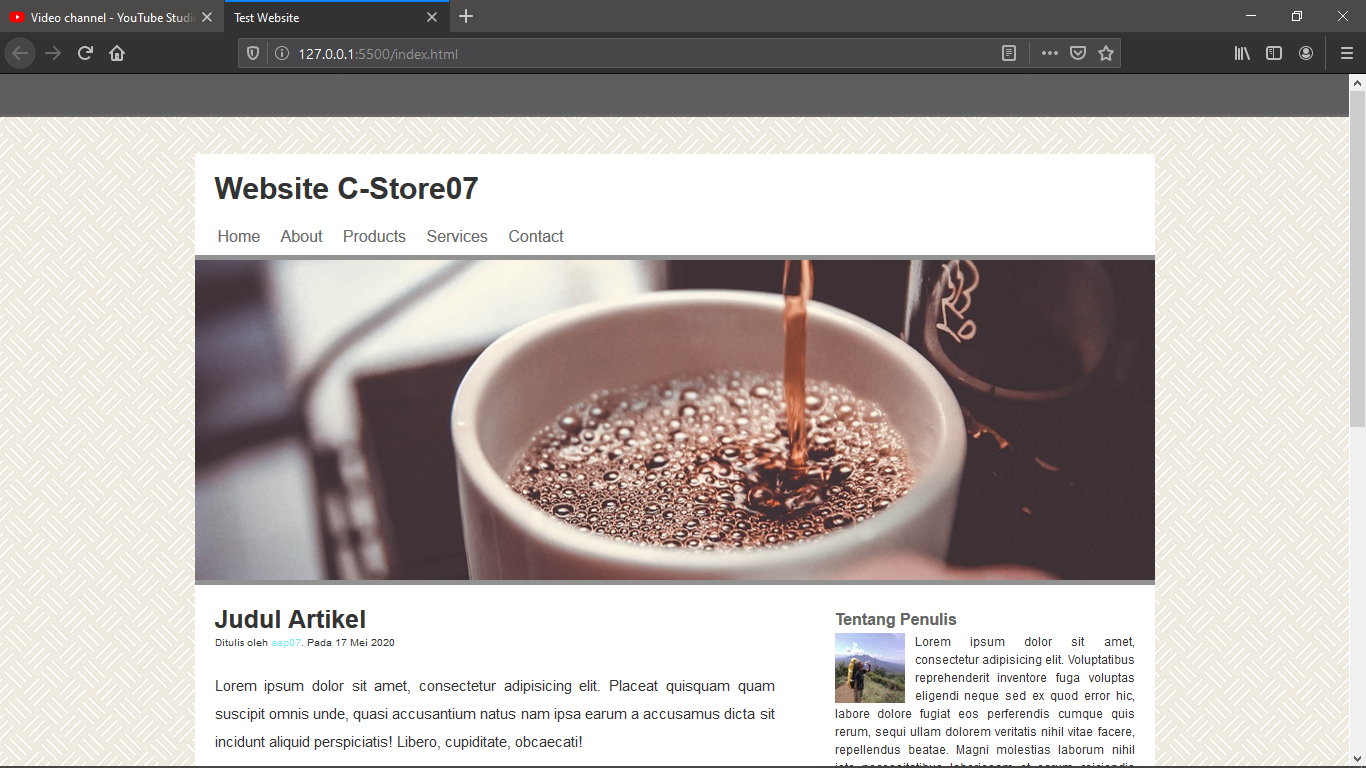 Video channel - YouTube Studi
Test Website
127.0.0.1:5500/index.html
Website C-Store07
Home About Products Services Contact
Judul Artikel
Ditulis oleh aap07. Pada 17 Mei 2020
Lorem ipsum dolor sit amet, consectetur adipisicing elit. Placeat quisquam quam
suscipit omnis unde, quasi accusantium natus nam ipsa earum a accusamus dicta sit
incidunt aliquid perspiciatis! Libero, cupiditate, obcaecati!
Tentang Penulis
Lorem ipsum dolor sit amet,
consectetur adipisicing elit. Voluptatibus
reprehenderit inventore fuga voluptas
eligendi neque sed ex quod error hic,
labore dolore fugiat eos perferendis cumque quis
rerum, sequi ullam dolorem veritatis nihil vitae facere,
repellendus beatae. Magni molestias laborum nihil